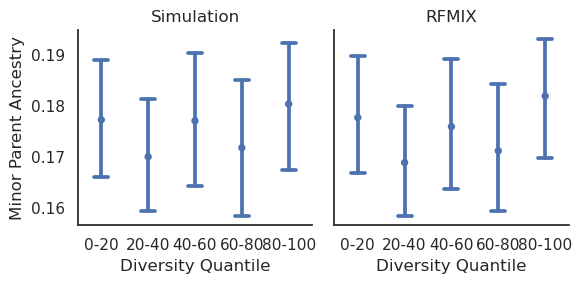 Simulation
RFMIX
Minor Parent Ancestry
0.19
0.18
0.17
0.16
0-20 20-40 40-60 60-80 80-100
0-20 20-40 40-60 60-80 80-100
Diversity Quantile
Diversity Quantile